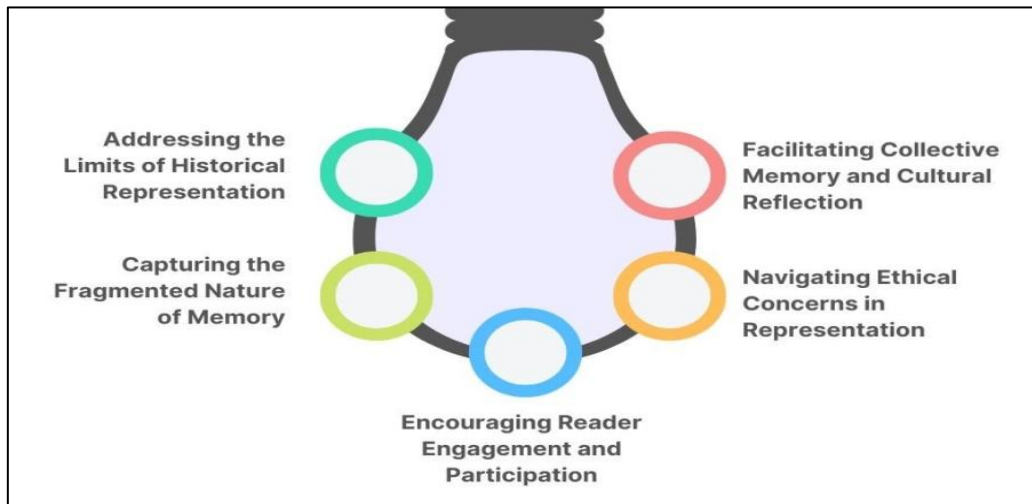 Addressing the
Limits of Historical
Representation
Capturing the
Fragmented Nature
of Memory
Encouraging Reader
Engagement and
Participation
Facilitating Collective
Memory and Cultural
Reflection
Navigating Ethical
Concerns in
Representation